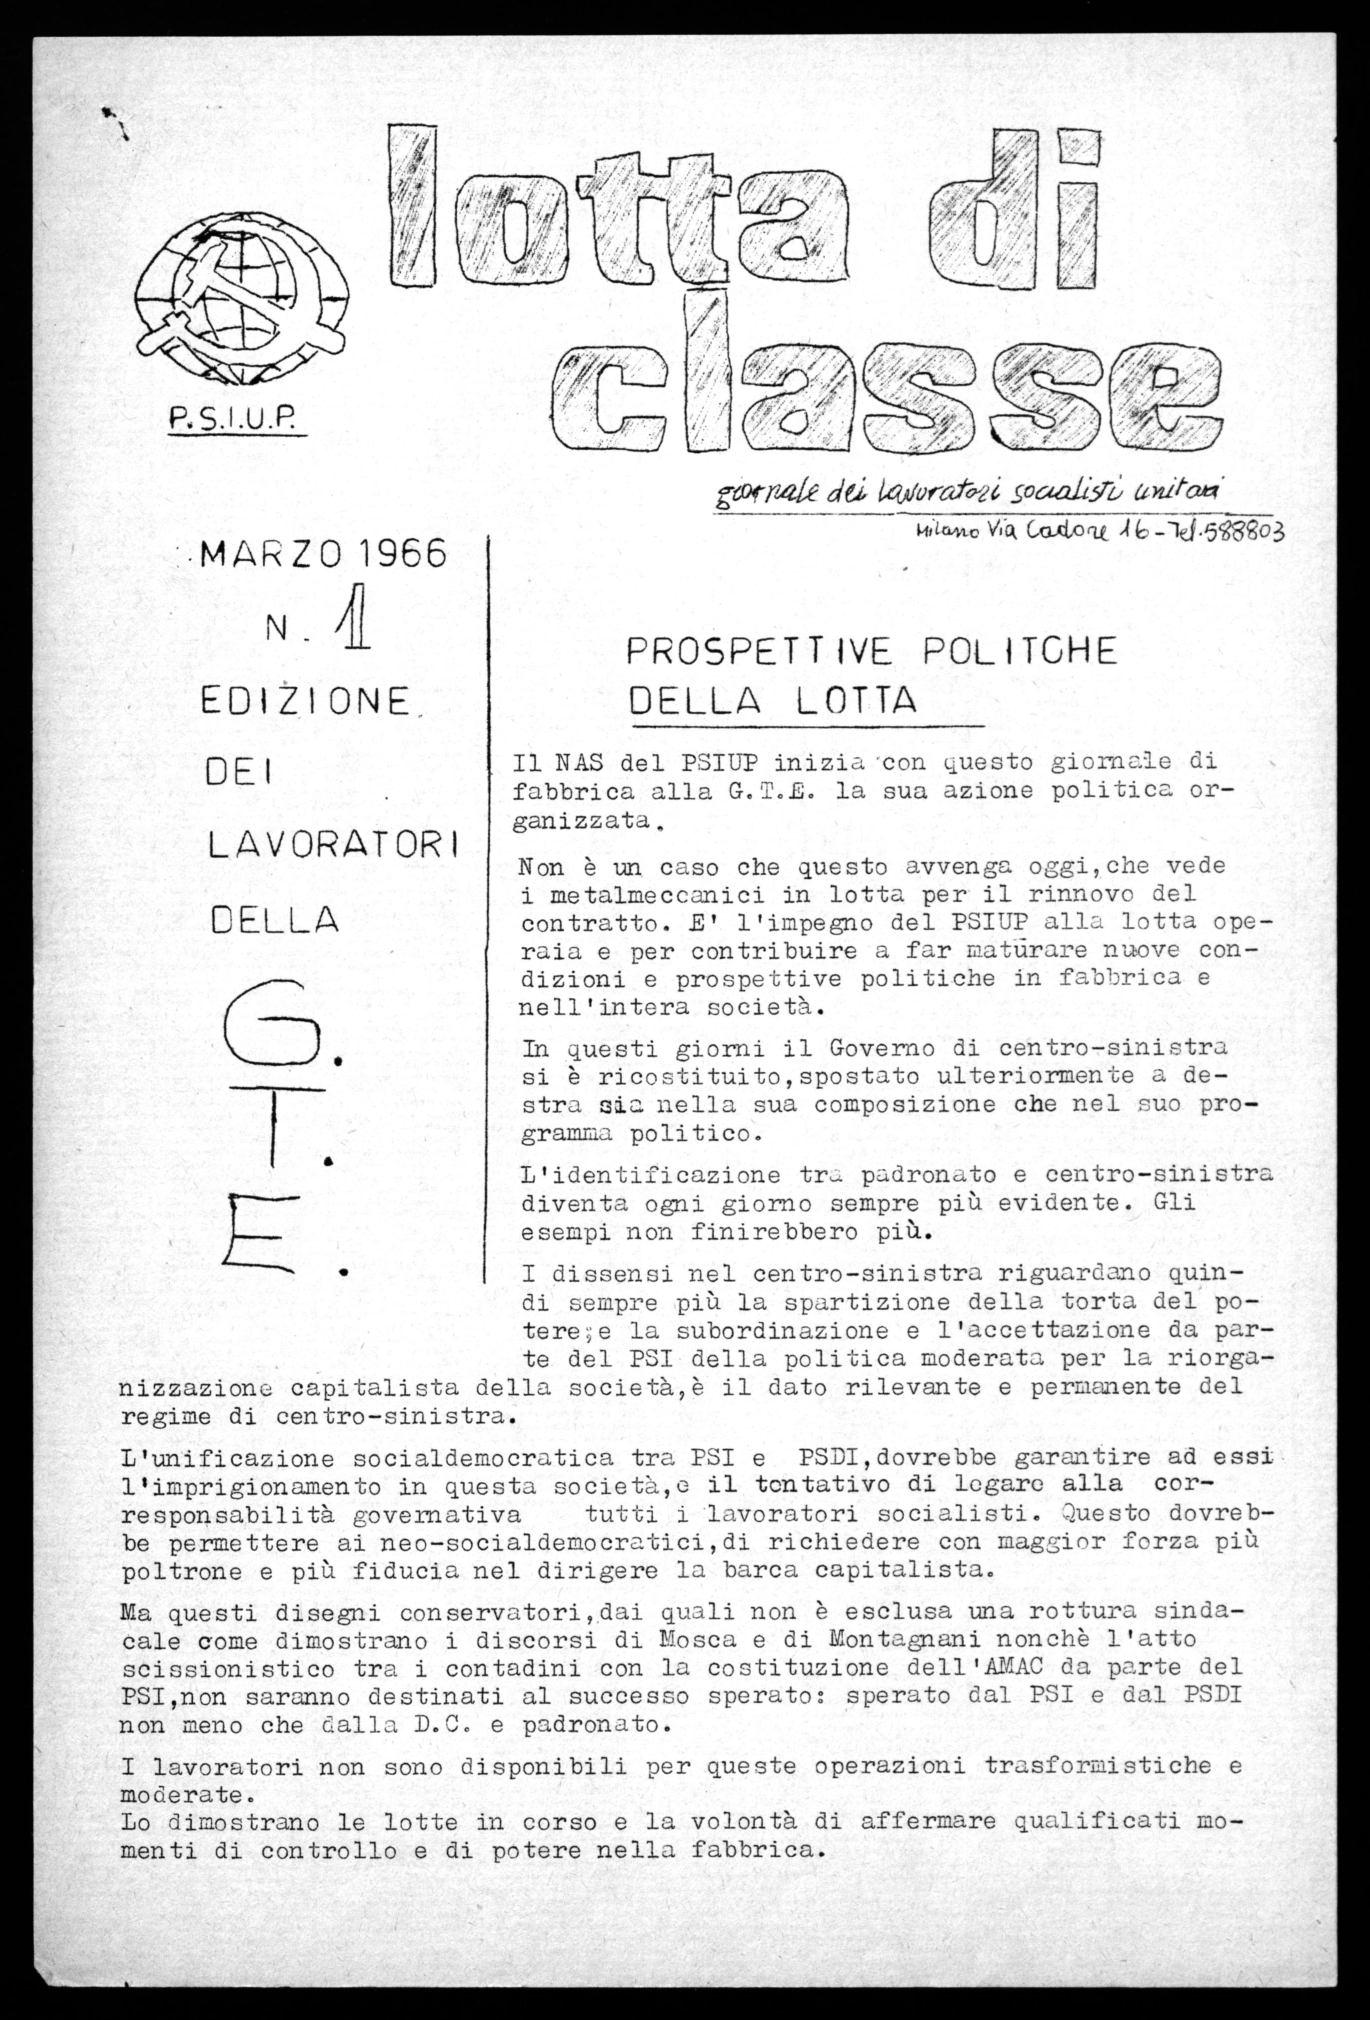 lotta di
classe
P.S.I.U.P.
giornale dei lavoratori socialisti unitari
Milano Via Cadore 16 - Tel. 588803
MARZO 1966
N. 1
EDIZIONE
DEI
LAVORATORI
DELLA
G.
T.
E.
PROSPETTIVE POLITCHE
DELLA LOTTA
Il NAS del PSIUP inizia con questo giornale di
fabbrica alla G.T.E. la sua azione politica or-
ganizzata.
Non è un caso che questo avvenga oggi,che vede
i metalmeccanici in lotta per il rinnovo del
contratto. E' l'impegno del PSIUP alla lotta ope-
raia e per contribuire a far maturare nuove con-
dizioni e prospettive politiche in fabbrica e
nell'intera società.
In questi giorni il Governo di centro-sinistra
si è ricostituito,spostato ulteriormente a de-
stra sia nella sua composizione che nel suo pro-
gramma politico.
L'identificazione tra padronato e centro-sinistra
diventa ogni giorno sempre più evidente. Gli
esempi non finirebbero più.
I dissensi nel centro-sinistra riguardano quin-
di sempre più la spartizione della torta del po-
tere;e la subordinazione e l'accettazione da par-
te del PSI della politica moderata per la riorga-
nizzazione capitalista della società,è il dato rilevante e permanente del
regime di centro-sinistra.
L'unificazione socialdemocratica tra PSI e PSDI,dovrebbe garantire ad essi
l'imprigionamento in questa società,e il tentativo di legare alla cor-
responsabilità governativa tutti i lavoratori socialisti. Questo dovreb-
be permettere ai neo-socialdemocratici,di richiedere con maggior forza più
poltrone e più fiducia nel dirigere la barca capitalista.
Ma questi disegni conservatori,dai quali non è esclusa una rottura sinda-
cale come dimostrano i discorsi di Mosca e di Montagnani nonchè l'atto
scissionistico tra i contadini con la costituzione dell'AMAC da parte del
PSI,non saranno destinati al successo sperato: sperato dal PSI e dal PSDI
non meno che dalla D.C. e padronato.
I lavoratori non sono disponibili per queste operazioni trasformistiche e
moderate.
Lo dimostrano le lotte in corso e la volontà di affermare qualificati mo-
menti di controllo e di potere nella fabbrica.